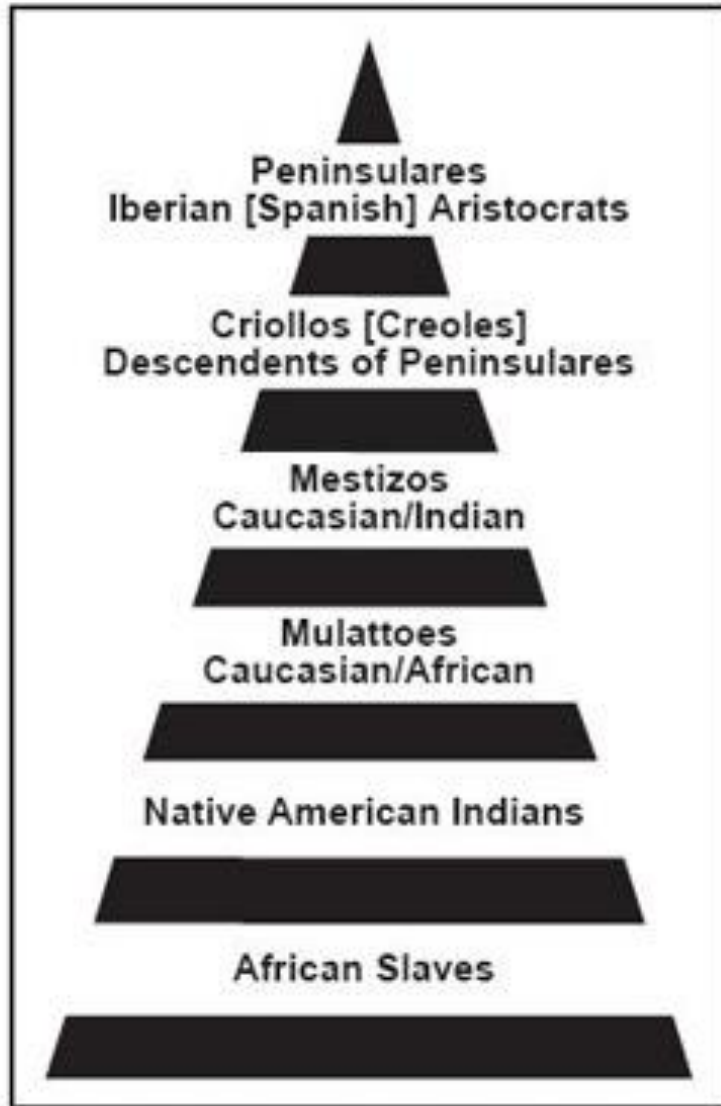 Peninsulares
Iberian [Spanish] Aristocrats
Criollos [Creoles]
Descendents of Peninsulares
Mestizos
Caucasian/Indian
Mulattoes
Caucasian/African
Native American Indians
African Slaves